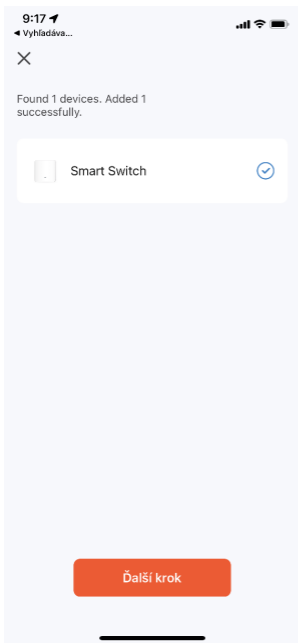 9:17
◄ Vyhľadáva...
Found 1 devices. Added 1
successfully.
Smart Switch
Ďalší krok